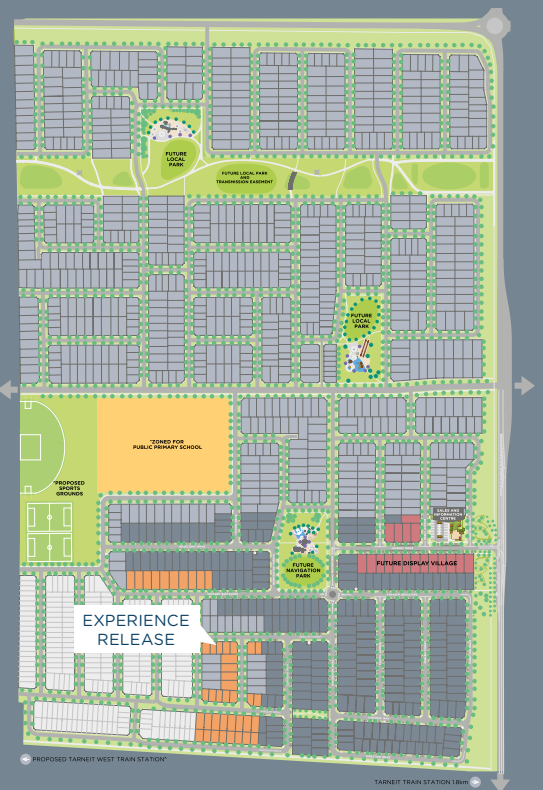 FUTURE
LOCAL
PARK
FUTURE LOCAL PARK
AND
TRANSMISSION EASEMENT
FUTURE
LOCAL
PARK
*ZONED FOR
PUBLIC PRIMARY SCHOOL
*PROPOSED
SPORTS
GROUNDS
SALES AND
INFORMATION
CENTRE
FUTURE DISPLAY VILLAGE
FUTURE
NAVIGATION
PARK
EXPERIENCE
RELEASE
PROPOSED TARNEIT WEST TRAIN STATION*
TARNEIT TRAIN STATION 1.8km